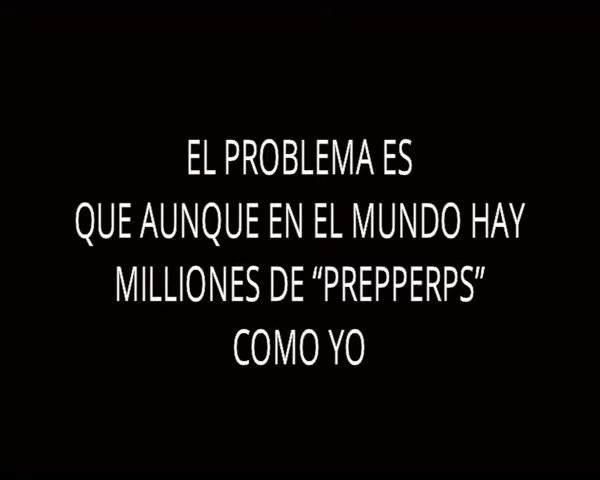 EL PROBLEMA ES
QUE AUNQUE EN EL MUNDO HAY
MILLIONES DE “PREPPERPS”
COMO YO